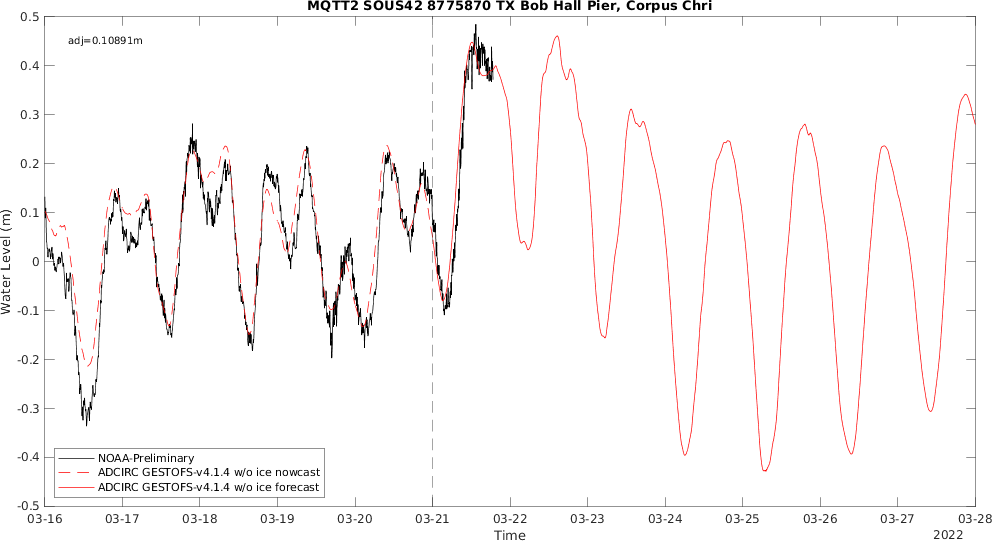 MQTT2 SOUS42 8775870 TX Bob Hall Pier, Corpus Chri
adj=0.10891m
0.5
0.4
0.3
0.2
0.1
0
-0.1
-0.2
-0.3
-0.4
-0.5
Water Level (m)
NOAA-Preliminary
ADCIRC GESTOFS-v4.1.4 w/o ice nowcast
ADCIRC GESTOFS-v4.1.4 w/o ice forecast
03-16 03-17 03-18 03-19 03-20 03-21 03-22 03-23 03-24 03-25 03-26 03-27 03-28
Time
2022